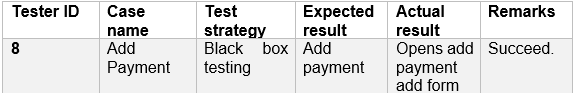 Tester ID Case name Test strategy Expected result Actual result Remarks
8 Add Payment Black box testing Add payment Opens add payment add form Succeed.